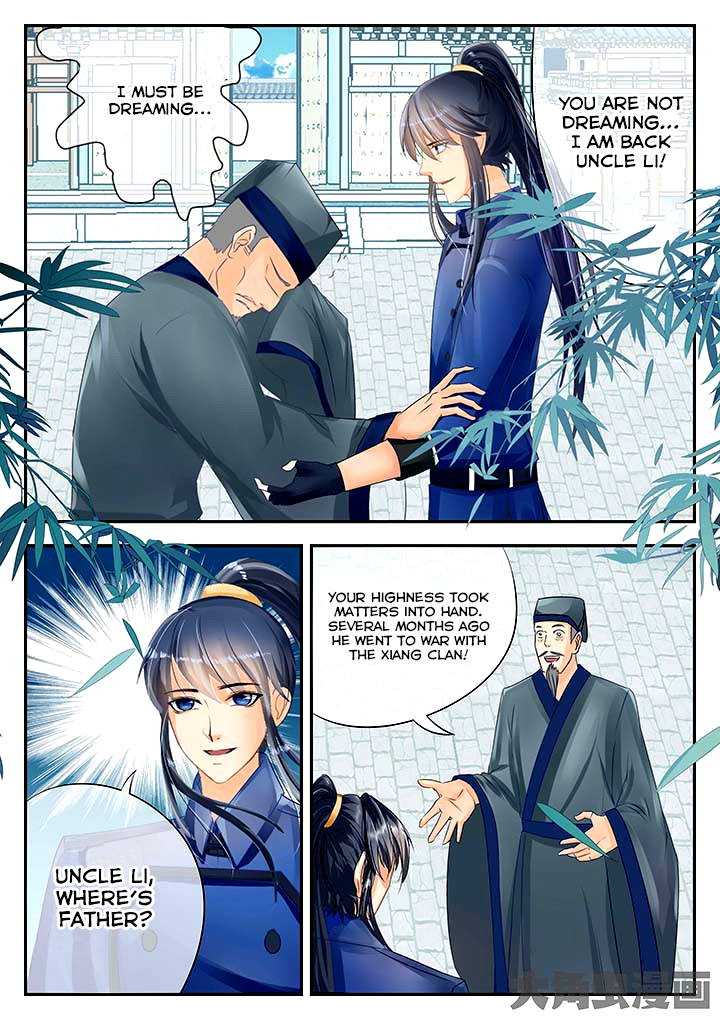 I MUST BE
DREAMING...
YOU ARE NOT
DREAMING...
I AM BACK
UNCLE LI!
UNCLE LI,
WHERE'S
FATHER?
YOUR HIGHNESS TOOK
MATTERS INTO HAND.
SEVERAL MONTHS AGO
HE WENT TO WAR WITH
THE XIANG CLAN!
大角虫漫画